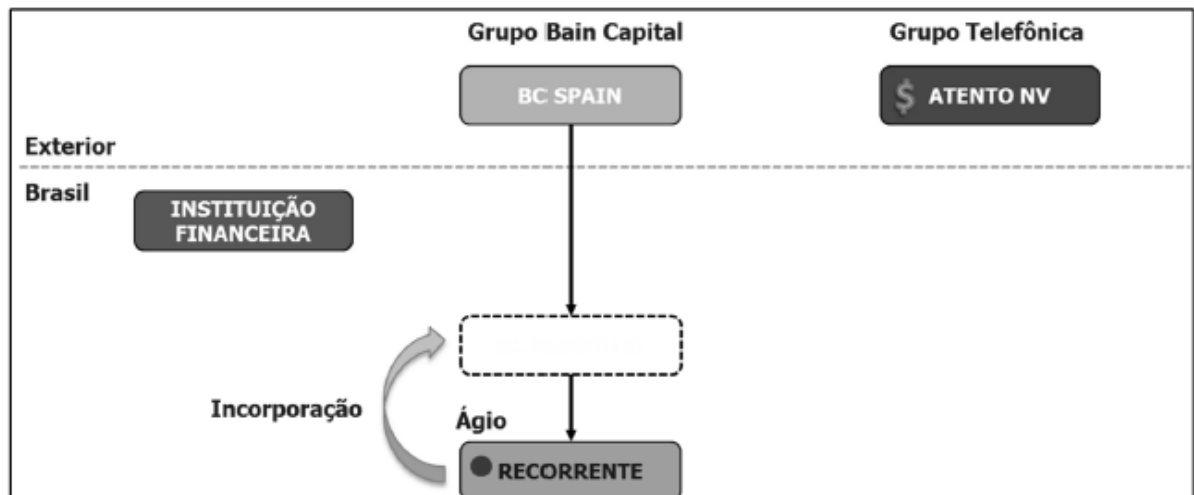 Grupo Bain Capital
Grupo Telefônica
BC SPAIN
$ ATENTO NV
Exterior
Brasil
INSTITUIÇÃO
FINANCEIRA
Incorporação
Ágio
RECORRENTE